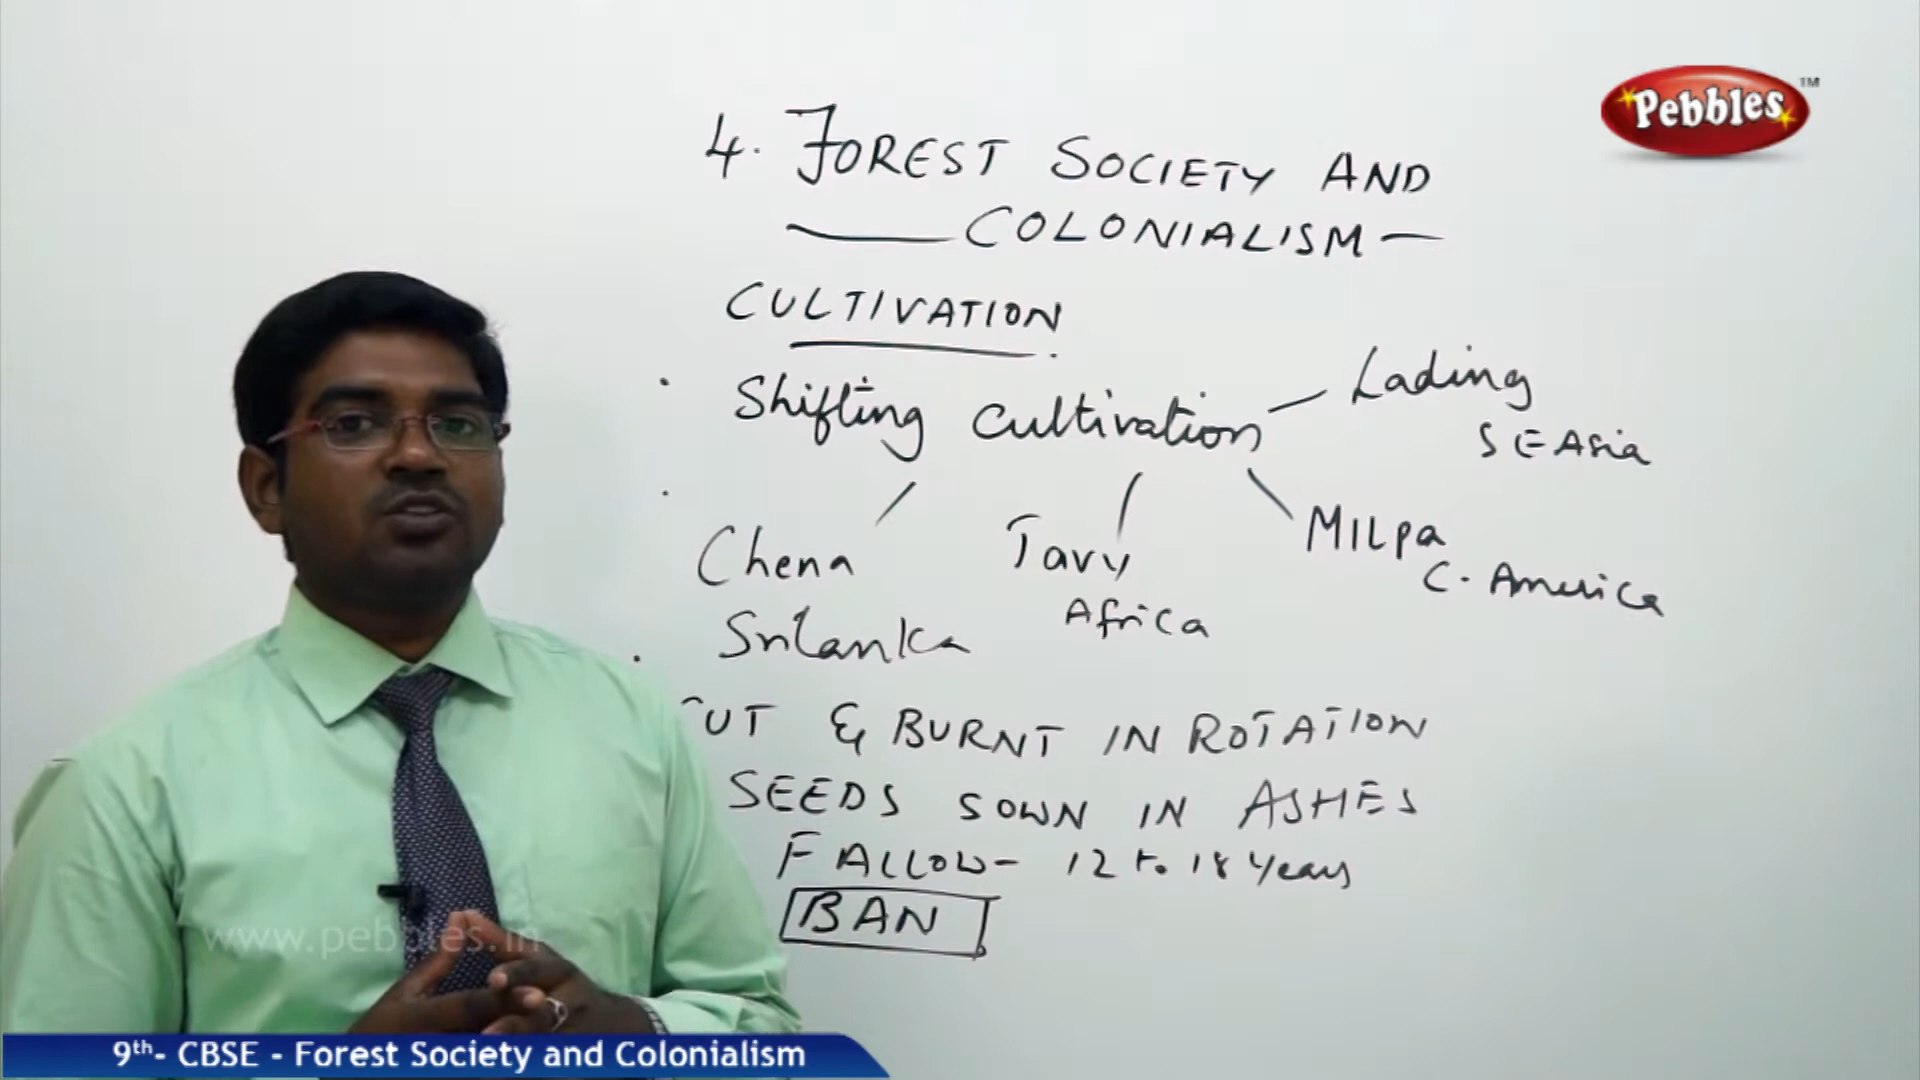 Pebbles TM
4. FOREST SOCIETY AND
COLONIALISM
CULTIVATION
Shifting Cultivation
Lading
S E Asia
Chena
Srilanka
Tavy
Africa
MILPa
C. America
CUT & BURNT IN ROTATION
SEEDS SOWN IN ASHES
FALLOW- 12 to 18 Years
BAN
www.pebbles.in
9th- CBSE - Forest Society and Colonialism